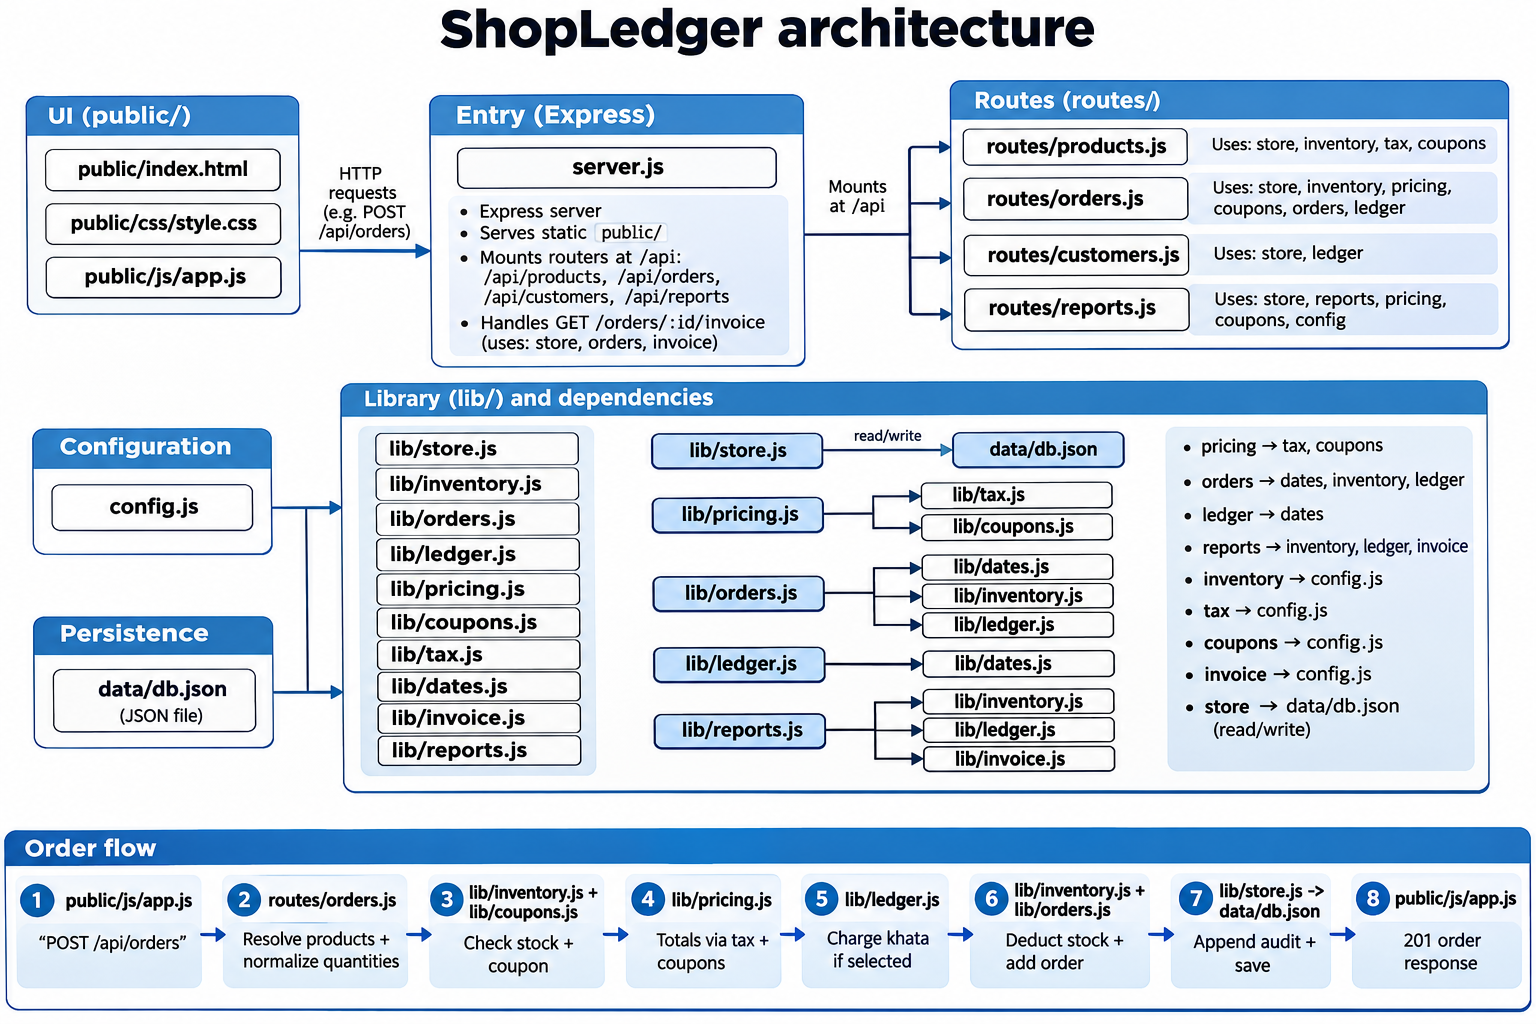 ShopLedger architecture
UI (public/)
public/index.html
public/css/style.css
public/js/app.js
HTTP
requests
(e.g. POST
/api/orders)
Entry (Express)
server.js
• Express server
• Serves static public/
• Mounts routers at /api:
/api/products, /api/orders,
/api/customers, /api/reports
• Handles GET /orders/:id/invoice
(uses: store, orders, invoice)
Mounts
at /api
Routes (routes/)
routes/products.js
Uses: store, inventory, tax, coupons
routes/orders.js
Uses: store, inventory, pricing,
coupons, orders, ledger
routes/customers.js
Uses: store, ledger
routes/reports.js
Uses: store, reports, pricing,
coupons, config
Configuration
config.js
Persistence
data/db.json
(JSON file)
Library (lib/) and dependencies
lib/store.js
lib/inventory.js
lib/orders.js
lib/ledger.js
lib/pricing.js
lib/coupons.js
lib/tax.js
lib/dates.js
lib/invoice.js
lib/reports.js
lib/store.js
read/write
data/db.json
lib/pricing.js
lib/tax.js
lib/coupons.js
lib/orders.js
lib/dates.js
lib/inventory.js
lib/ledger.js
lib/ledger.js
lib/dates.js
lib/reports.js
lib/inventory.js
lib/ledger.js
lib/invoice.js
• pricing → tax, coupons
• orders → dates, inventory, ledger
• ledger → dates
• reports → inventory, ledger, invoice
• inventory → config.js
• tax → config.js
• coupons → config.js
• invoice → config.js
• store → data/db.json
(read/write)
Order flow
1 public/js/app.js
“POST /api/orders”
2 routes/orders.js
Resolve products +
normalize quantities
3 lib/inventory.js +
lib/coupons.js
Check stock +
coupon
4 lib/pricing.js
Totals via tax +
coupons
5 lib/ledger.js
Charge khata
if selected
6 lib/inventory.js +
lib/orders.js
Deduct stock +
add order
7 lib/store.js ->
data/db.json
Append audit +
save
8 public/js/app.js
201 order
response